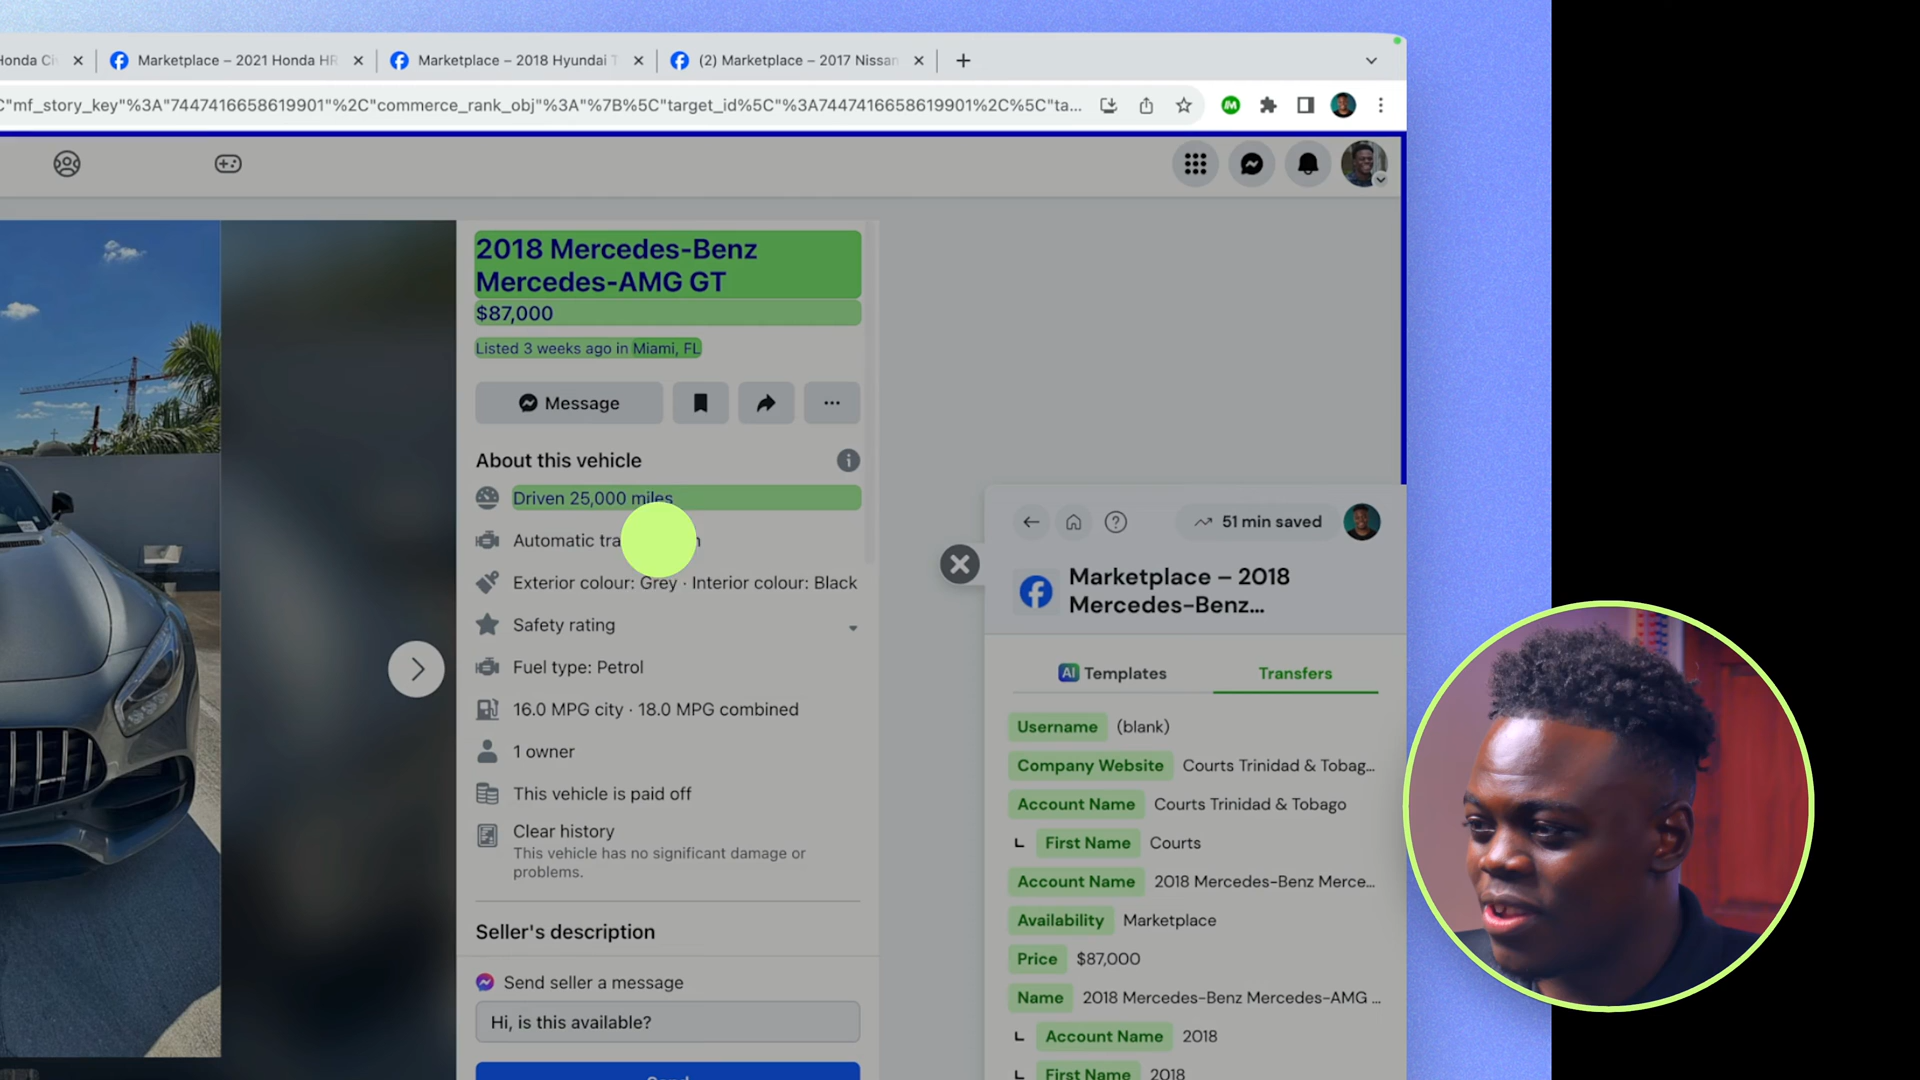 Honda Ci
Marketplace – 2021 Honda HR
Marketplace – 2018 Hyundai T
(2) Marketplace – 2017 Nissan
C"mf_story_key"%3A"7447416658619901"%2C"commerce_rank_obj"%3A"%7B%5C"target_id%5C"%3A7447416658619901%2C%5C"ta...
2018 Mercedes-Benz
Mercedes-AMG GT
$87,000
Listed 3 weeks ago in Miami, FL
Message
About this vehicle
Driven 25,000 miles
Automatic
Exterior colour: Grey · Interior colour: Black
Safety rating
Fuel type: Petrol
16.0 MPG city · 18.0 MPG combined
1 owner
This vehicle is paid off
Clear history
This vehicle has no significant damage or
problems.
Seller's description
Send seller a message
Hi, is this available?
51 min saved
Marketplace – 2018
Mercedes-Benz...
AI Templates
Transfers
Username (blank)
Company Website Courts Trinidad & Tobag...
Account Name Courts Trinidad & Tobago
First Name Courts
Account Name 2018 Mercedes-Benz Merce...
Availability Marketplace
Price $87,000
Name 2018 Mercedes-Benz Mercedes-AMG ...
Account Name 2018
First Name 2018